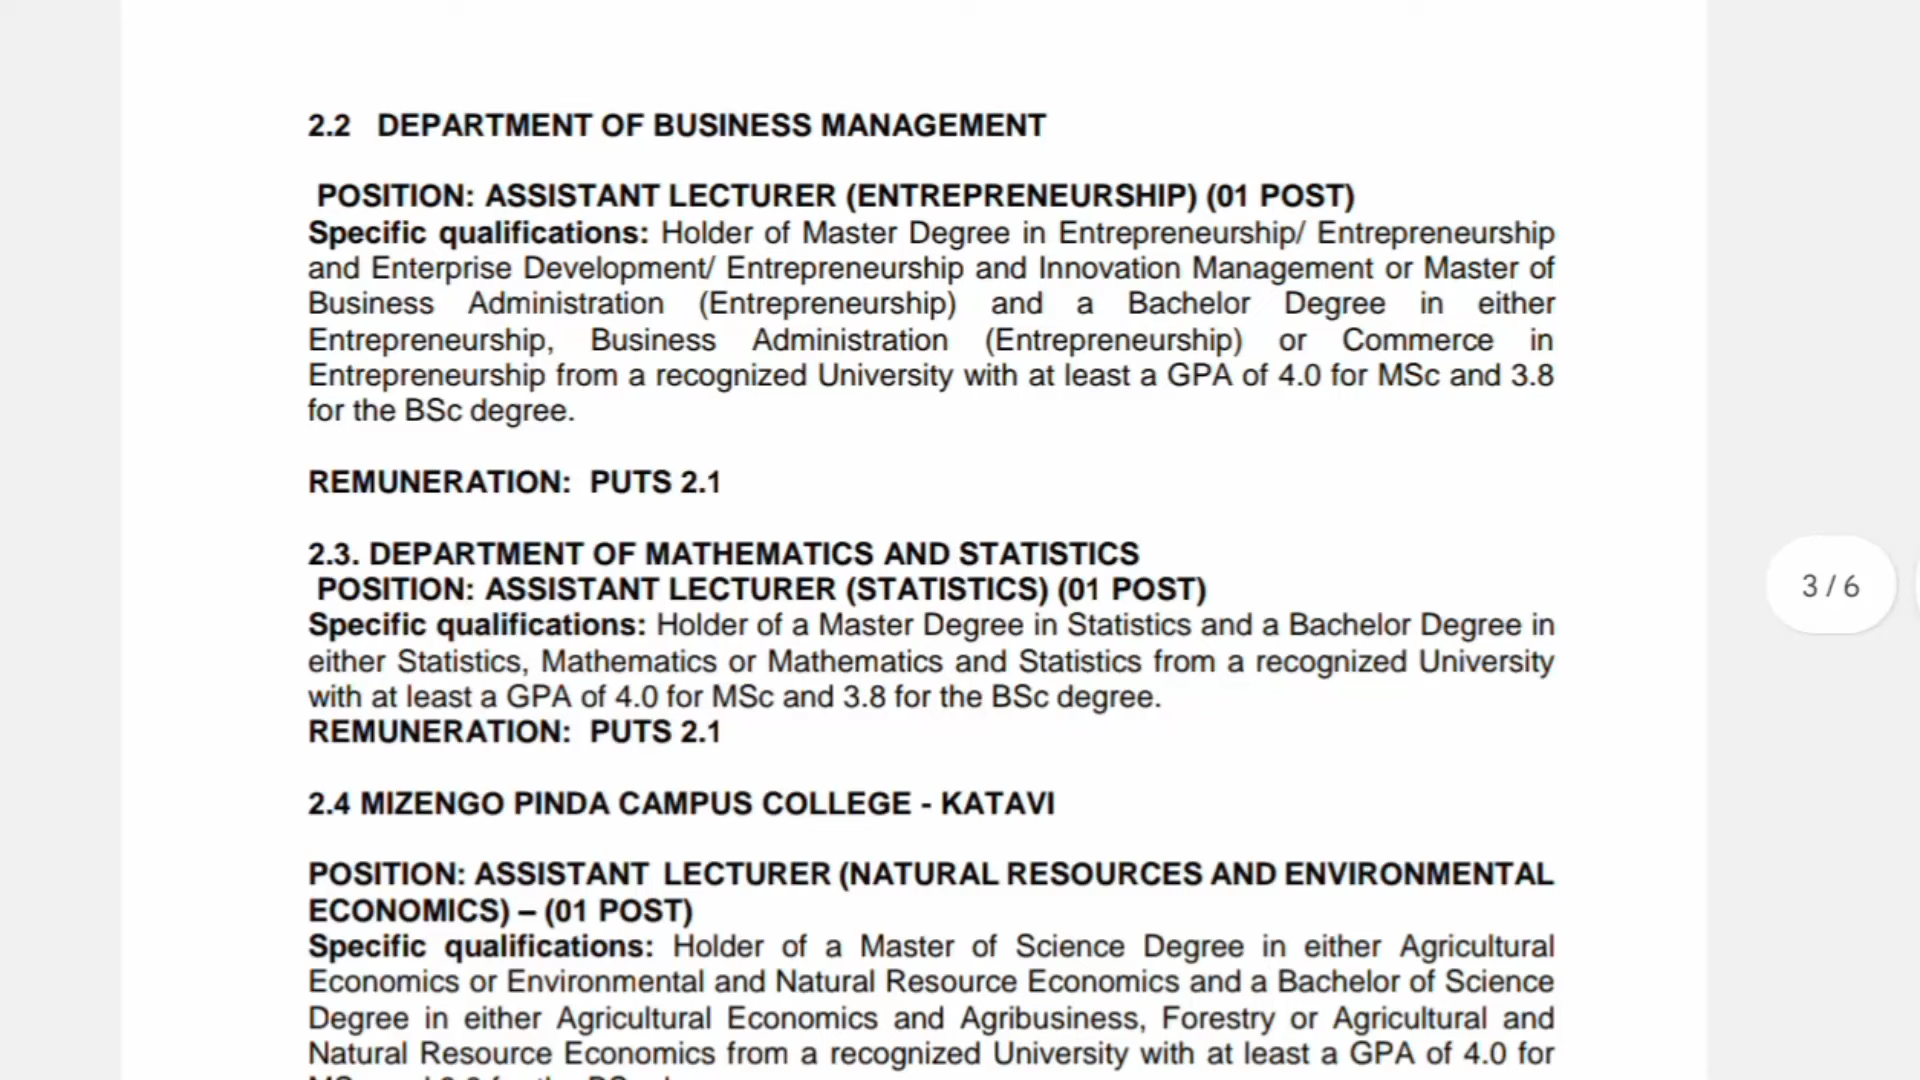 2.2 DEPARTMENT OF BUSINESS MANAGEMENT
POSITION: ASSISTANT LECTURER (ENTREPRENEURSHIP) (01 POST)
Specific qualifications: Holder of Master Degree in Entrepreneurship/ Entrepreneurship
and Enterprise Development/ Entrepreneurship and Innovation Management or Master of
Business Administration (Entrepreneurship) and a Bachelor Degree in either
Entrepreneurship, Business Administration (Entrepreneurship) or Commerce in
Entrepreneurship from a recognized University with at least a GPA of 4.0 for MSc and 3.8
for the BSc degree.
REMUNERATION: PUTS 2.1
2.3. DEPARTMENT OF MATHEMATICS AND STATISTICS
POSITION: ASSISTANT LECTURER (STATISTICS) (01 POST)
Specific qualifications: Holder of a Master Degree in Statistics and a Bachelor Degree in
either Statistics, Mathematics or Mathematics and Statistics from a recognized University
with at least a GPA of 4.0 for MSc and 3.8 for the BSc degree.
REMUNERATION: PUTS 2.1
3 / 6
2.4 MIZENGO PINDA CAMPUS COLLEGE - KATAVI
POSITION: ASSISTANT LECTURER (NATURAL RESOURCES AND ENVIRONMENTAL
ECONOMICS) – (01 POST)
Specific qualifications: Holder of a Master of Science Degree in either Agricultural
Economics or Environmental and Natural Resource Economics and a Bachelor of Science
Degree in either Agricultural Economics and Agribusiness, Forestry or Agricultural and
Natural Resource Economics from a recognized University with at least a GPA of 4.0 for